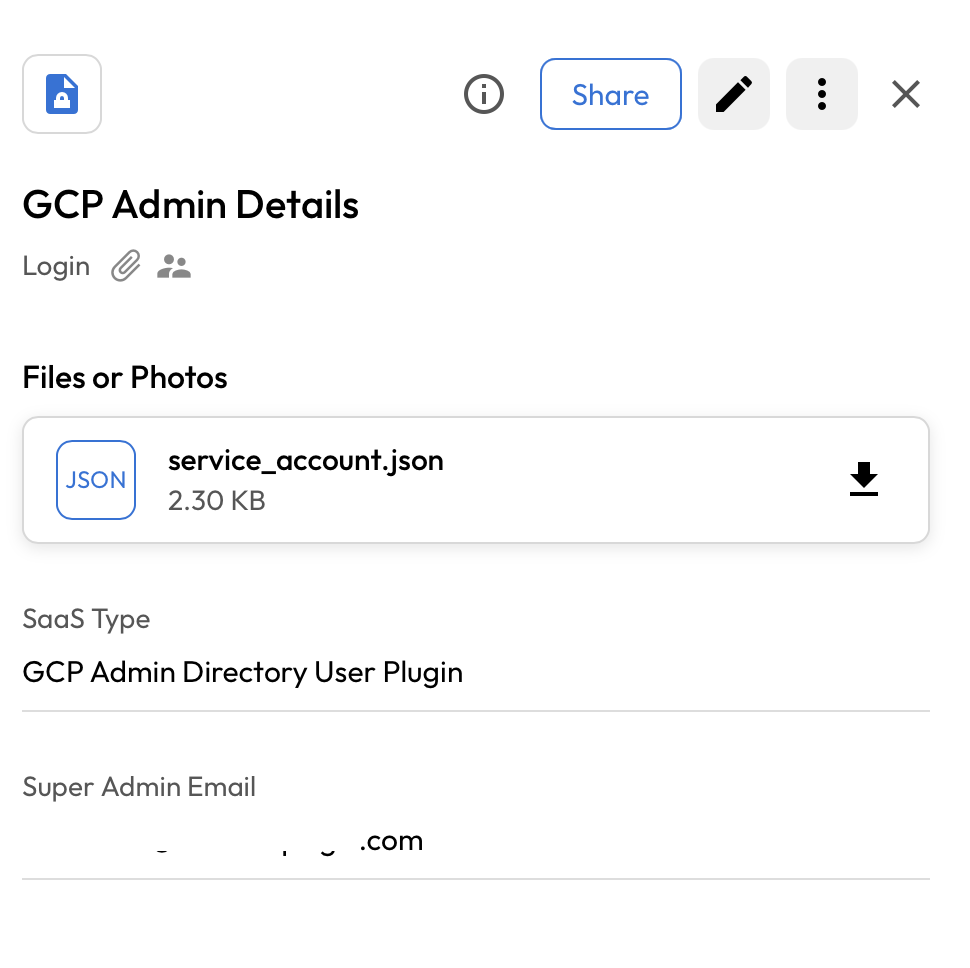 Share
GCP Admin Details
Login
Files or Photos
JSON
service_account.json
2.30 KB
SaaS Type
GCP Admin Directory User Plugin
Super Admin Email
.com